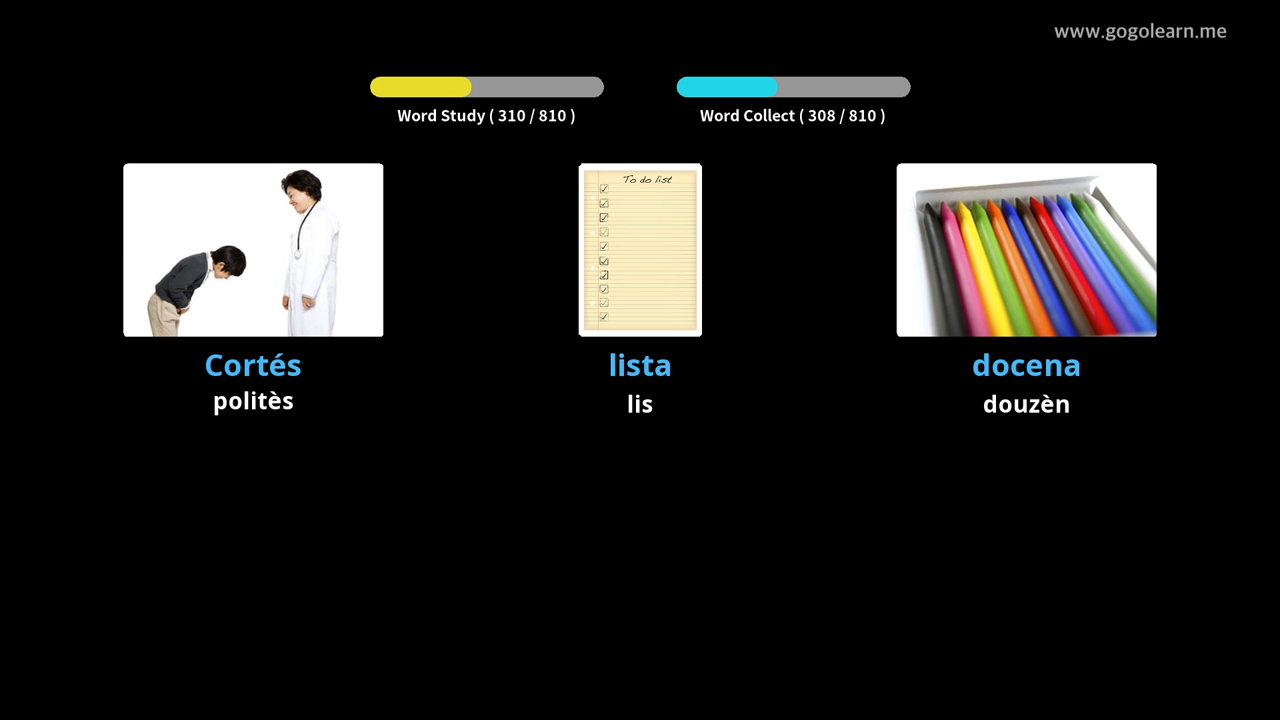 www.gogolearn.me
Word Study ( 310 / 810 )
Word Collect ( 308 / 810 )
To do list
Cortés
politès
lista
lis
docena
douzèn